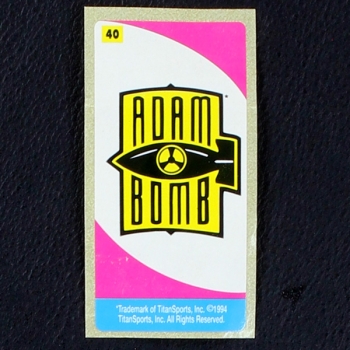 40
ADAM
BOMB
*Trademark of TitanSports, Inc. ©1994
TitanSports, Inc. All Rights Reserved.